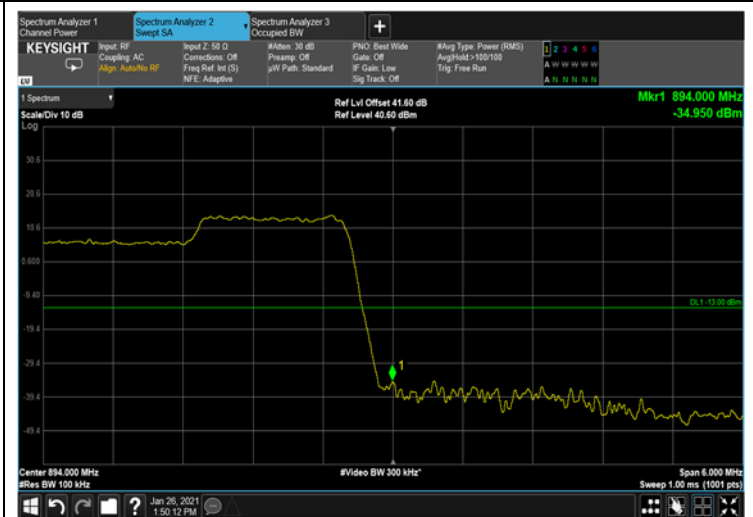 Spectrum Analyzer 1
Channel Power
Spectrum Analyzer 2
Swept SA
Spectrum Analyzer 3
Occupied BW
+
KEYSIGHT
Input: RF
Coupling: AC
Align: Auto/No RF
Input Z: 50 Ω
Corrections: Off
Freq Ref: Int (S)
NFE: Adaptive
#Atten: 30 dB
Preamp: Off
µW Path: Standard
PNO: Best Wide
Gate: Off
IF Gain: Low
Sig Track: Off
#Avg Type: Power (RMS)
Avg|Hold:>100/100
Trig: Free Run
1 2 3 4 5 6
A W W W W W
A N N N N N
LXI
1 Spectrum
Scale/Div 10 dB
Log
Ref Lvl Offset 41.60 dB
Ref Level 40.60 dBm
Mkr1 894.000 MHz
-34.950 dBm
30.6
20.6
10.6
0.600
-9.40
DL1 -13.00 dBm
-19.4
-29.4
1
-39.4
-49.4
Center 894.000 MHz
#Res BW 100 kHz
#Video BW 300 kHz*
Span 6.000 MHz
Sweep 1.00 ms (1001 pts)
?
Jan 26, 2021
1:50:12 PM